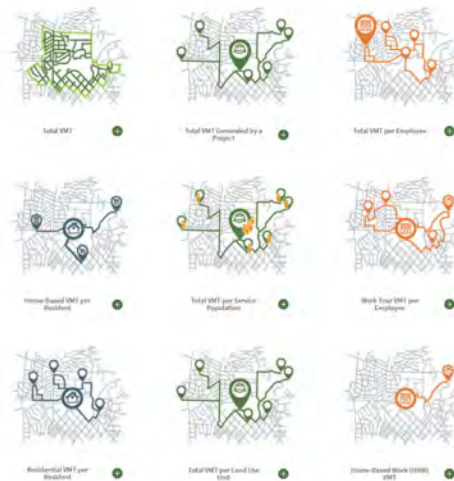 Total VMT
Total VMT Generated by a
Project
Total VMT per Employee
Home-Based VMT per
Resident
Total VMT per Service
Population
Work Tour VMT per
Employee
Residential VMT per
Resident
Total VMT per Land Use
Unit
Home-Based Work (HBW)
VMT